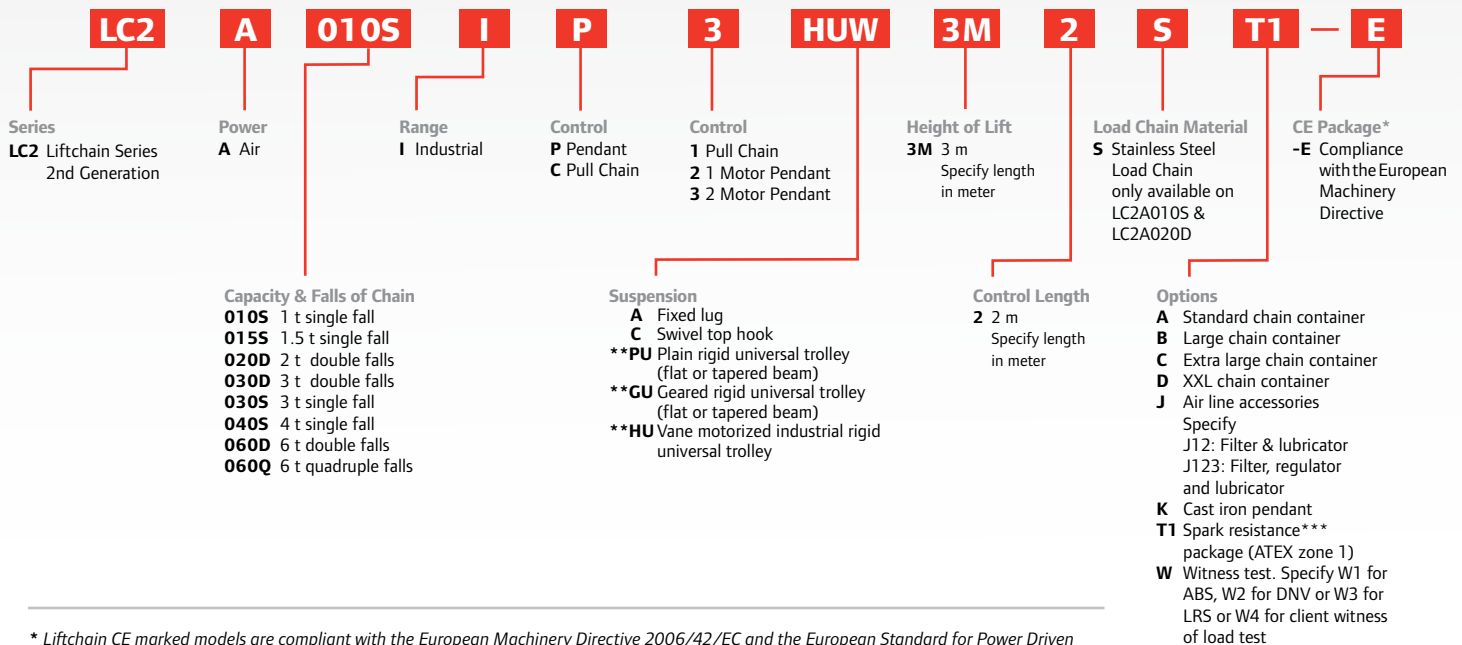 LC2 A 010S I P 3 HUW 3M 2 S T1 — E
Series
LC2 Liftchain Series
2nd Generation
Power
A Air
Range
I Industrial
Control
P Pendant
C Pull Chain
Control
1 Pull Chain
2 1 Motor Pendant
3 2 Motor Pendant
Height of Lift
3M 3 m
Specify length
in meter
Load Chain Material
S Stainless Steel
Load Chain
only available on
LC2A010S &
LC2A020D
CE Package*
-E Compliance
with the European
Machinery
Directive
Capacity & Falls of Chain
010S 1 t single fall
015S 1.5 t single fall
020D 2 t double falls
030D 3 t double falls
030S 3 t single fall
040S 4 t single fall
060D 6 t double falls
060Q 6 t quadruple falls
Suspension
A Fixed lug
C Swivel top hook
**PU Plain rigid universal trolley
(flat or tapered beam)
**GU Geared rigid universal trolley
(flat or tapered beam)
**HU Vane motorized industrial rigid
universal trolley
Control Length
2 2 m
Specify length
in meter
Options
A Standard chain container
B Large chain container
C Extra large chain container
D XXL chain container
J Air line accessories
Specify
J12: Filter & lubricator
J123: Filter, regulator
and lubricator
K Cast iron pendant
T1 Spark resistance***
package (ATEX zone 1)
W Witness test. Specify W1 for
ABS, W2 for DNV or W3 for
LRS or W4 for client witness
of load test
* Liftchain CE marked models are compliant with the European Machinery Directive 2006/42/EC and the European Standard for Power Driven